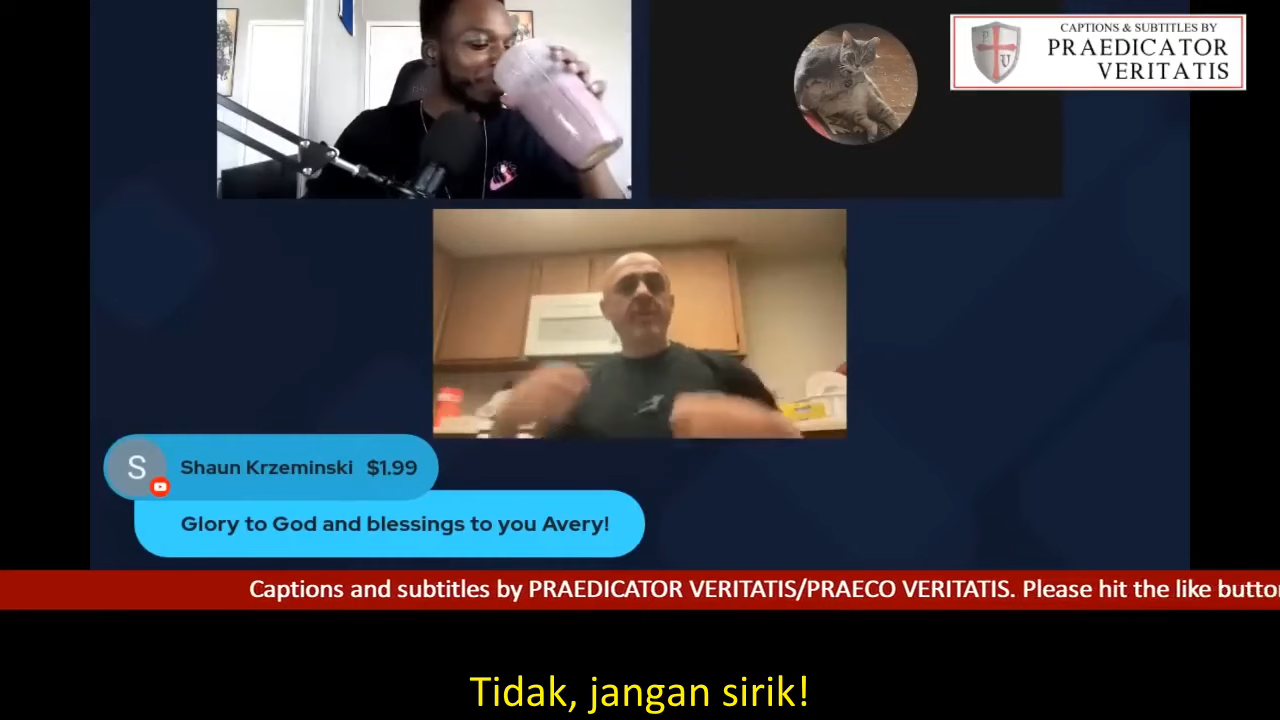 CAPTIONS & SUBTITLES BY
PRAEDICATOR
VERITATIS
P
V
S
Shaun Krzeminski $1.99
Glory to God and blessings to you Avery!
Captions and subtitles by PRAEDICATOR VERITATIS/PRAECO VERITATIS. Please hit the like butto
Tidak, jangan sirik!